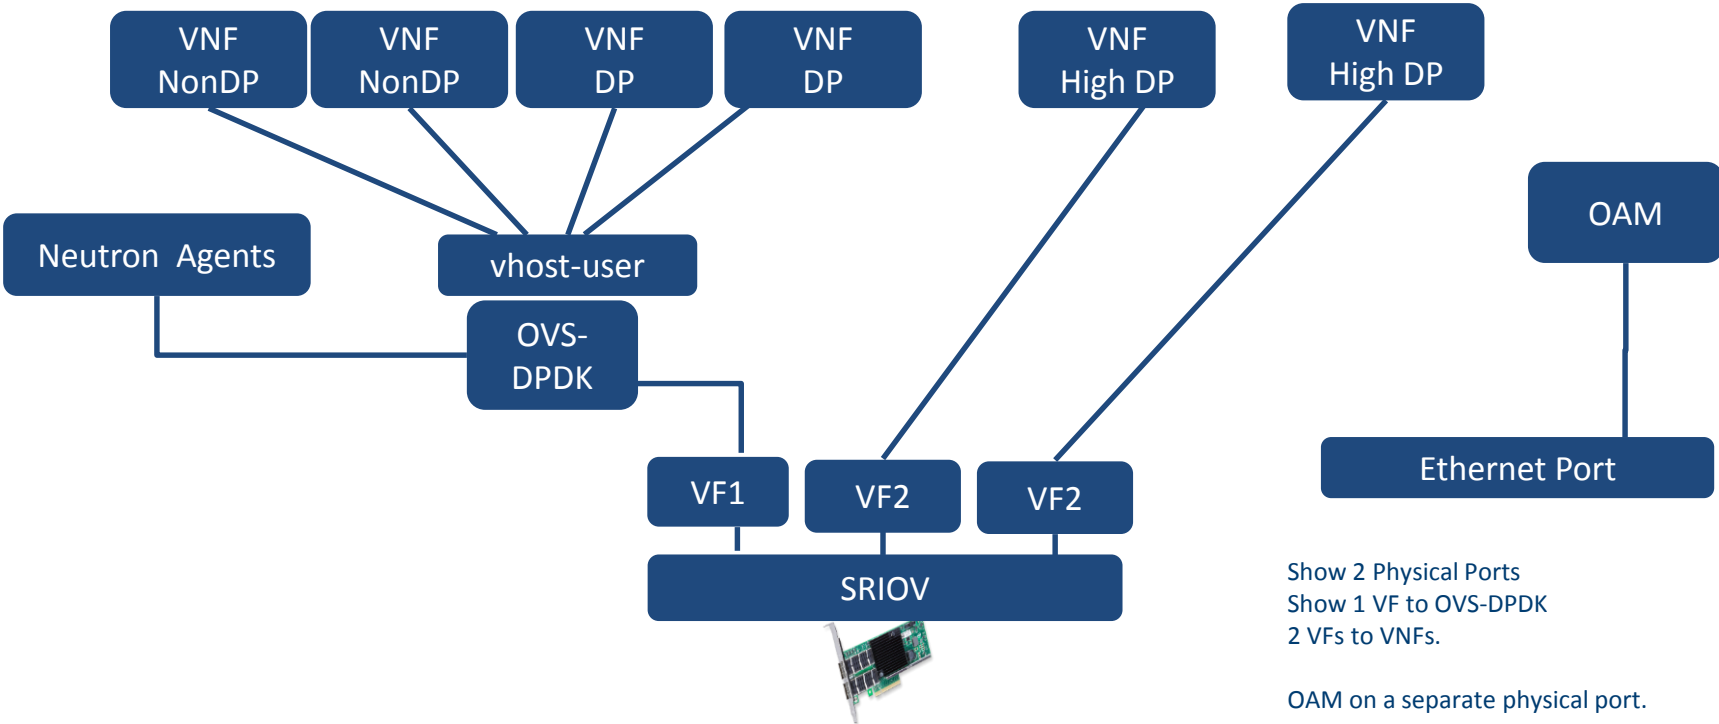 VNF
NonDP
VNF
NonDP
VNF
DP
VNF
DP
VNF
High DP
VNF
High DP
OAM
Neutron  Agents
vhost-user
OVS-
DPDK
VF1
VF2
VF2
Ethernet Port
SRIOV
Show 2 Physical Ports
Show 1 VF to OVS-DPDK
2 VFs to VNFs.
OAM on a separate physical port.